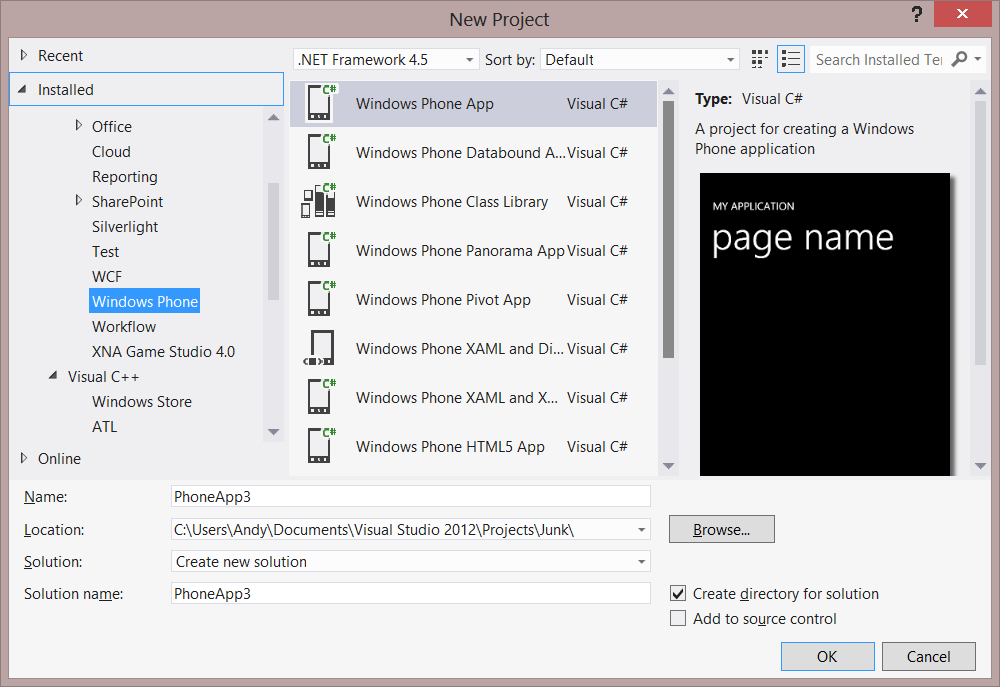 New Project
?
Recent
Installed
Office
Cloud
Reporting
SharePoint
Silverlight
Test
WCF
Windows Phone
Workflow
XNA Game Studio 4.0
Visual C++
Windows Store
ATL
Online
.NET Framework 4.5 Sort by: Default
Search Installed Te
C# Windows Phone App Visual C#
C# Windows Phone Databound A... Visual C#
C# Windows Phone Class Library Visual C#
C# Windows Phone Panorama App Visual C#
C# Windows Phone Pivot App Visual C#
Windows Phone XAML and Di... Visual C#
C# Windows Phone XAML and X... Visual C#
C# Windows Phone HTML5 App Visual C#
Type: Visual C#
A project for creating a Windows
Phone application
MY APPLICATION
page name
Name: PhoneApp3
Location: C:\Users\Andy\Documents\Visual Studio 2012\Projects\Junk\
Browse...
Solution: Create new solution
Solution name: PhoneApp3
Create directory for solution
Add to source control
OK Cancel